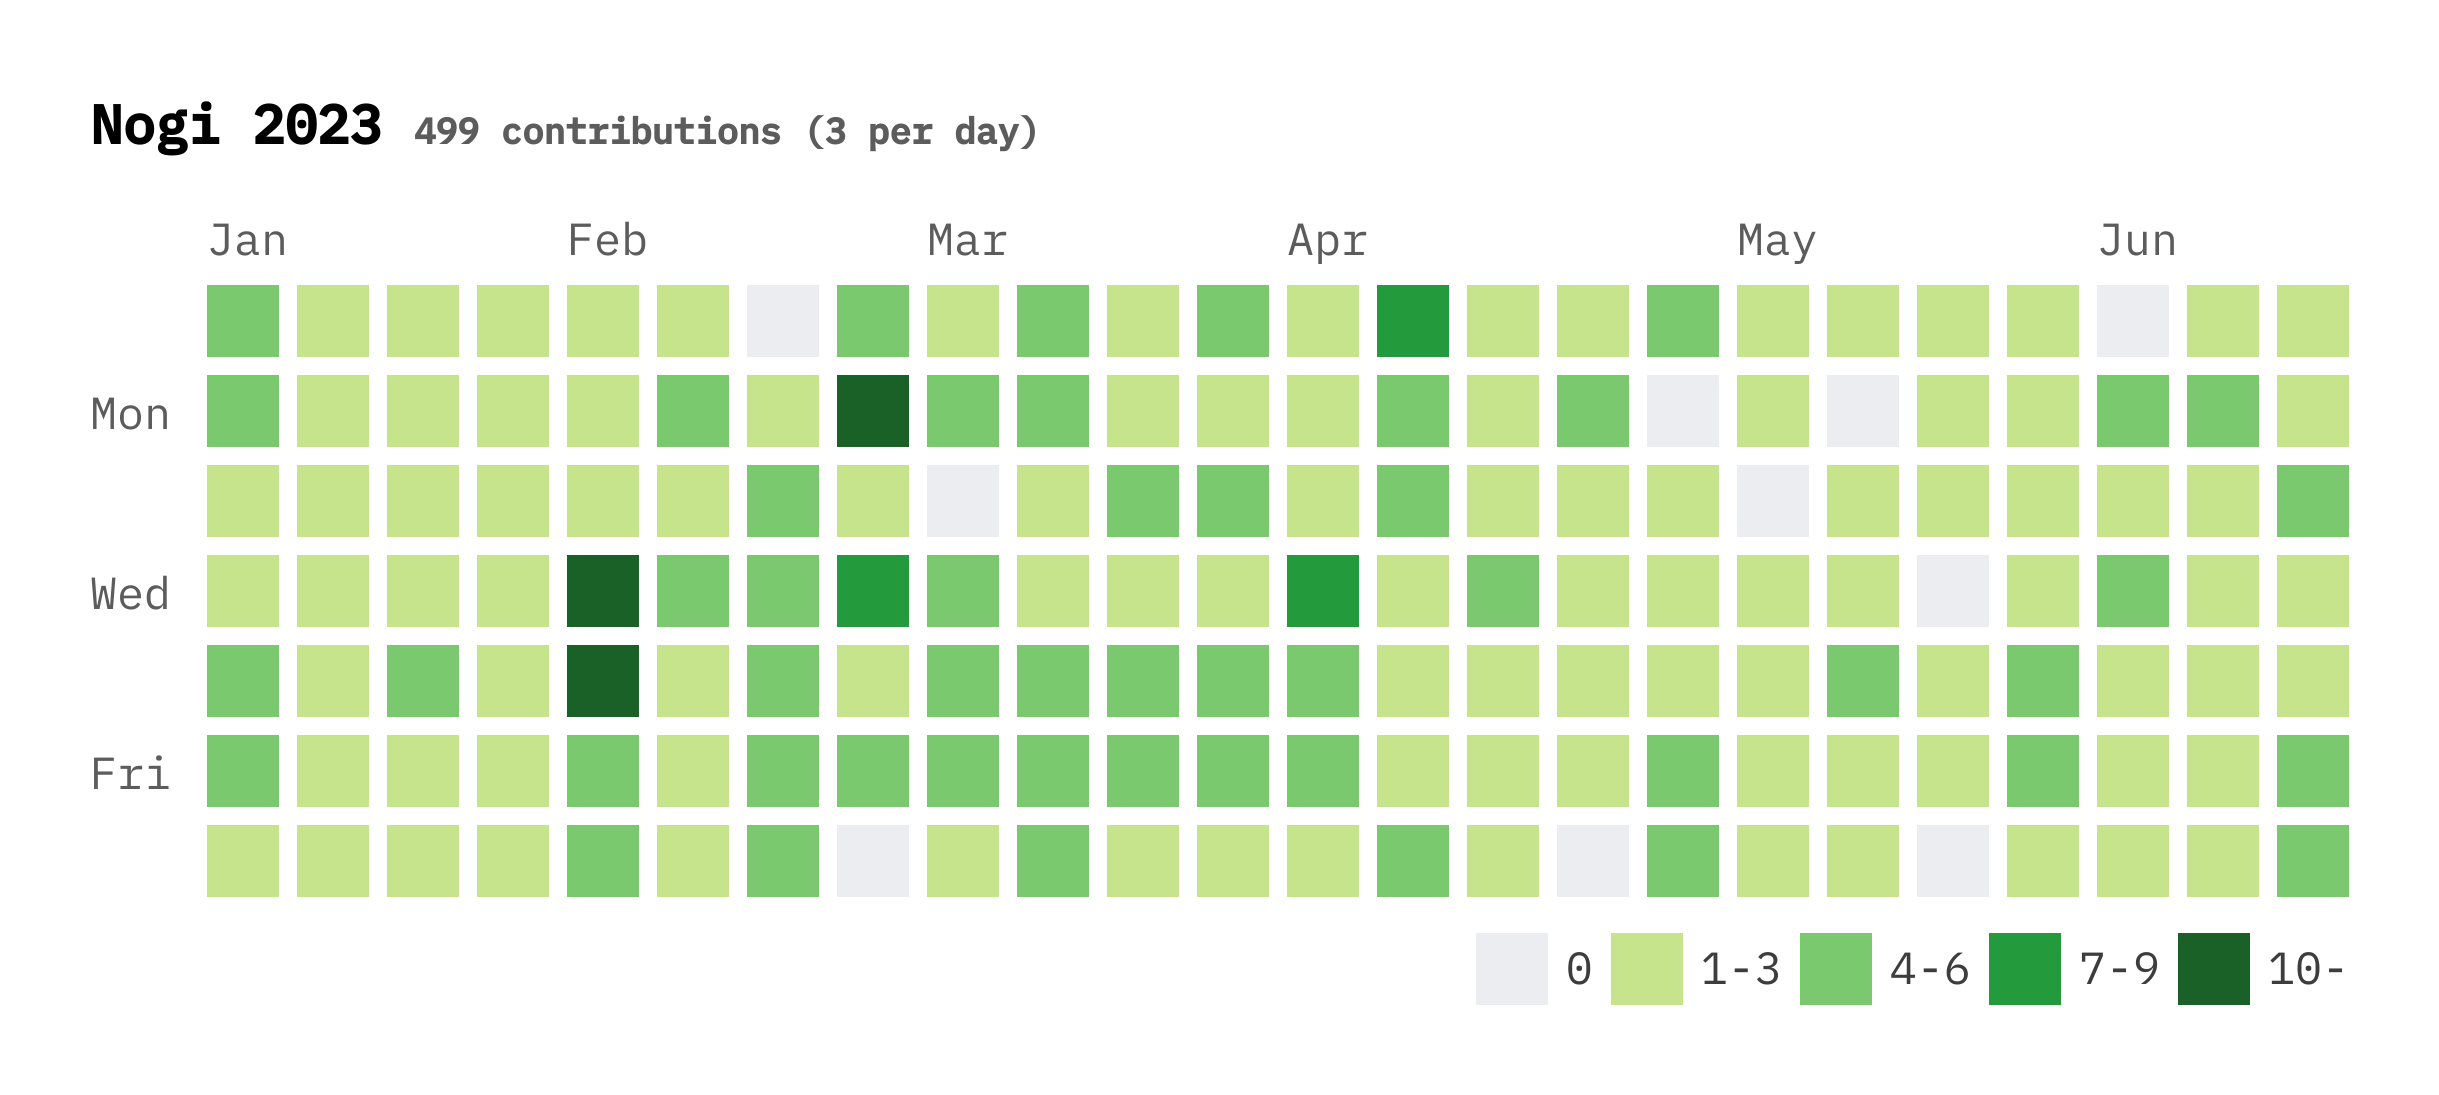 Nogi 2023 499 contributions (3 per day)
Jan Feb Mar Apr May Jun
Mon
Wed
Fri
0 1-3 4-6 7-9 10-